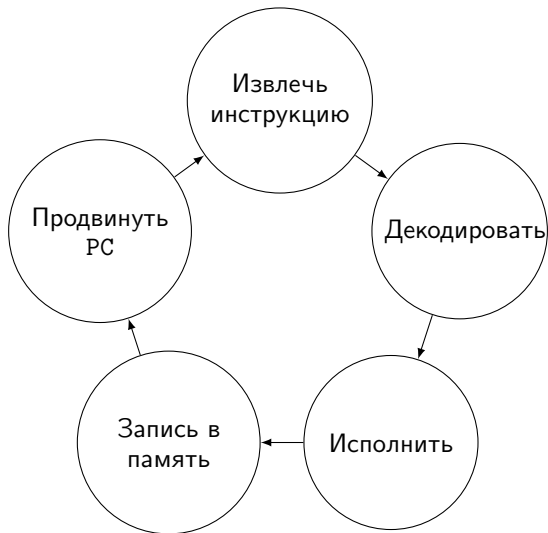 Извлечь
инструкцию
Декодировать
Исполнить
Запись в
память
Продвинуть
PC